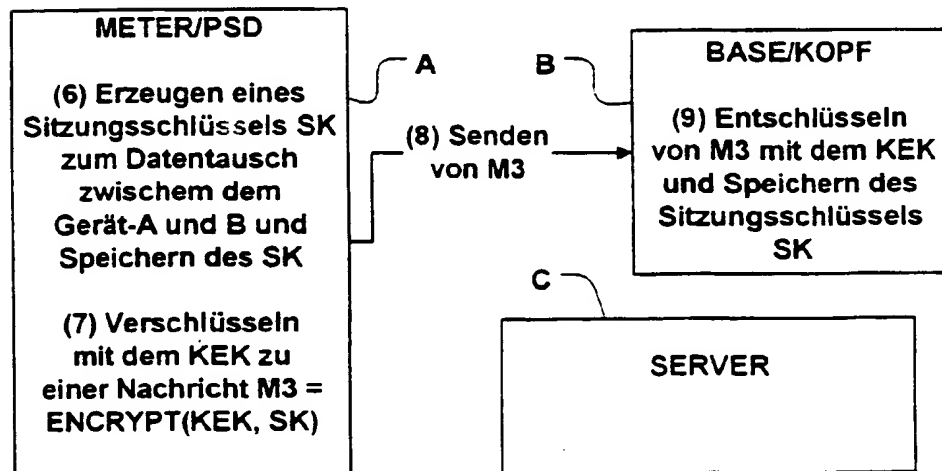 METER/PSD
(6) Erzeugen eines
Sitzungsschlüssels SK
zum Datentausch
zwischem dem
Gerät-A und B und
Speichern des SK
(7) Verschlüsseln
mit dem KEK zu
einer Nachricht M3 =
ENCRYPT(KEK, SK)
A
(8) Senden
von M3
B
BASE/KOPF
(9) Entschlüsseln
von M3 mit dem KEK
und Speichern des
Sitzungsschlüssels
SK
C
SERVER